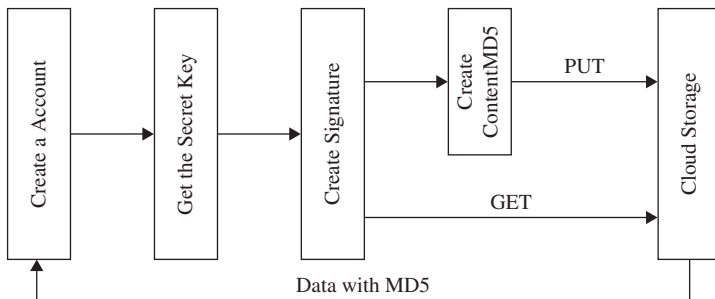 Create a Account
Get the Secret Key
Create Signature
Create
ContentMD5
PUT
GET
Cloud Storage
Data with MD5